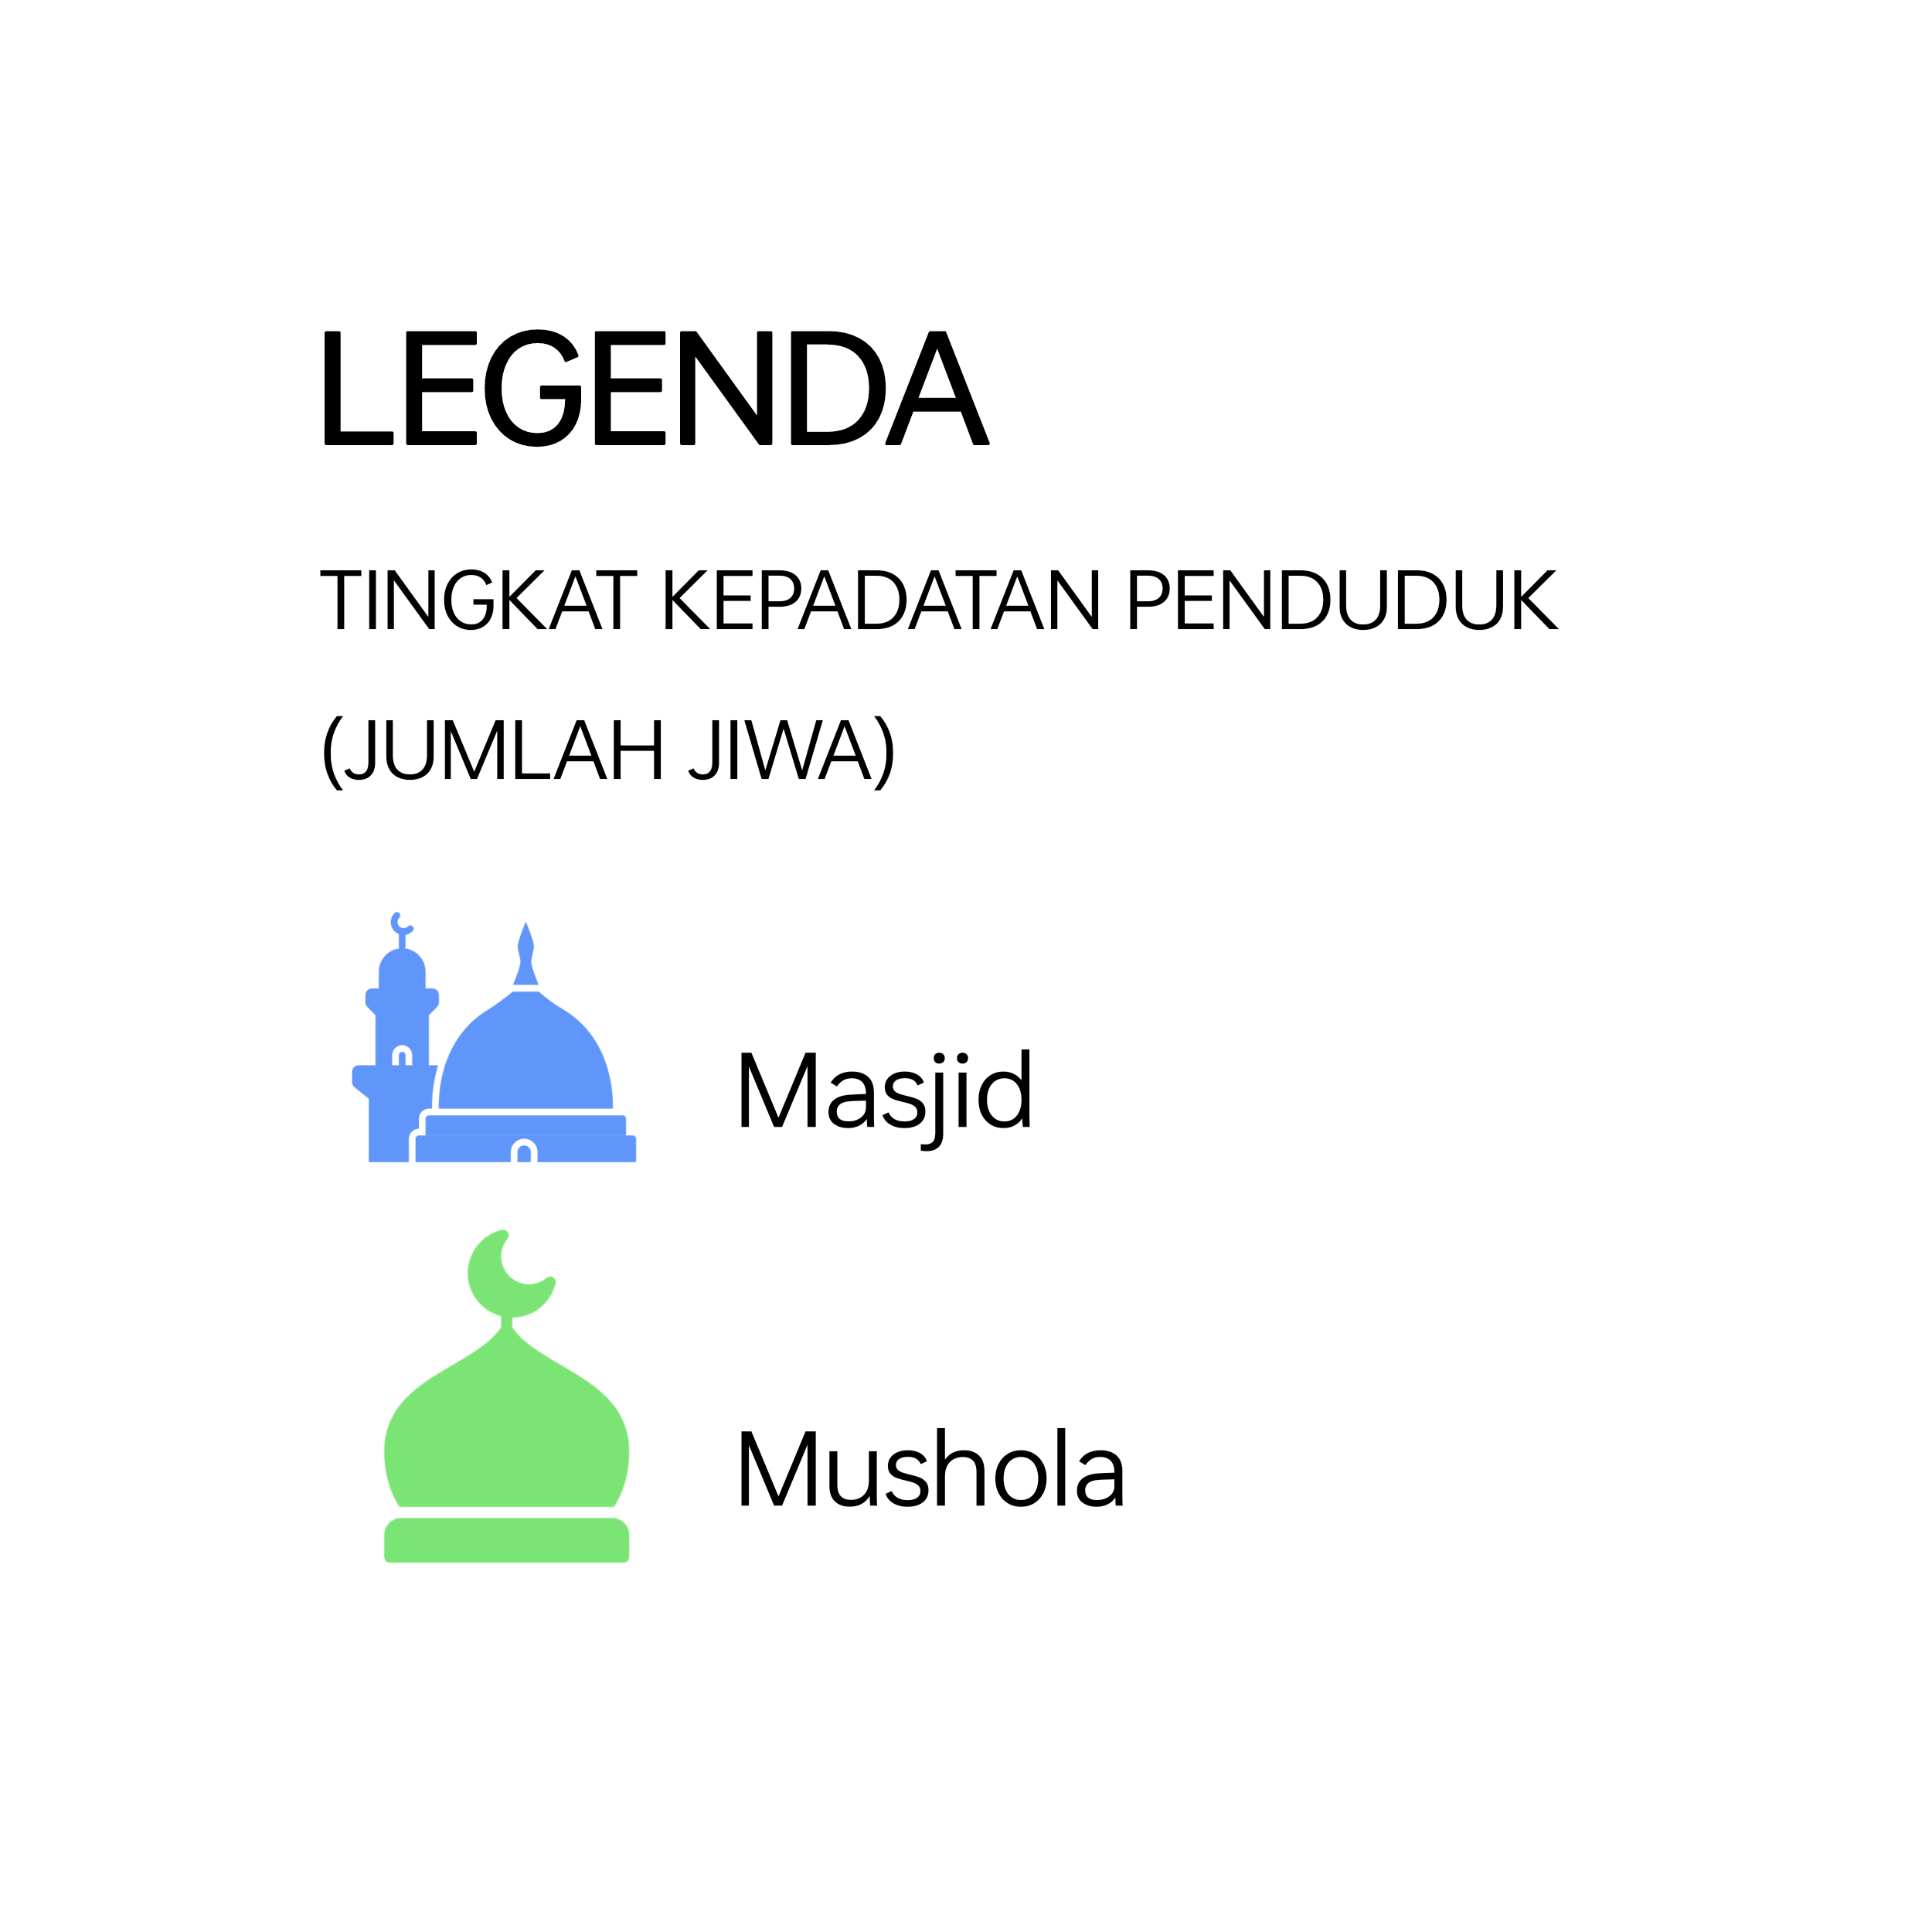 LEGENDA
TINGKAT KEPADATAN PENDUDUK
(JUMLAH JIWA)
Masjid
Mushola